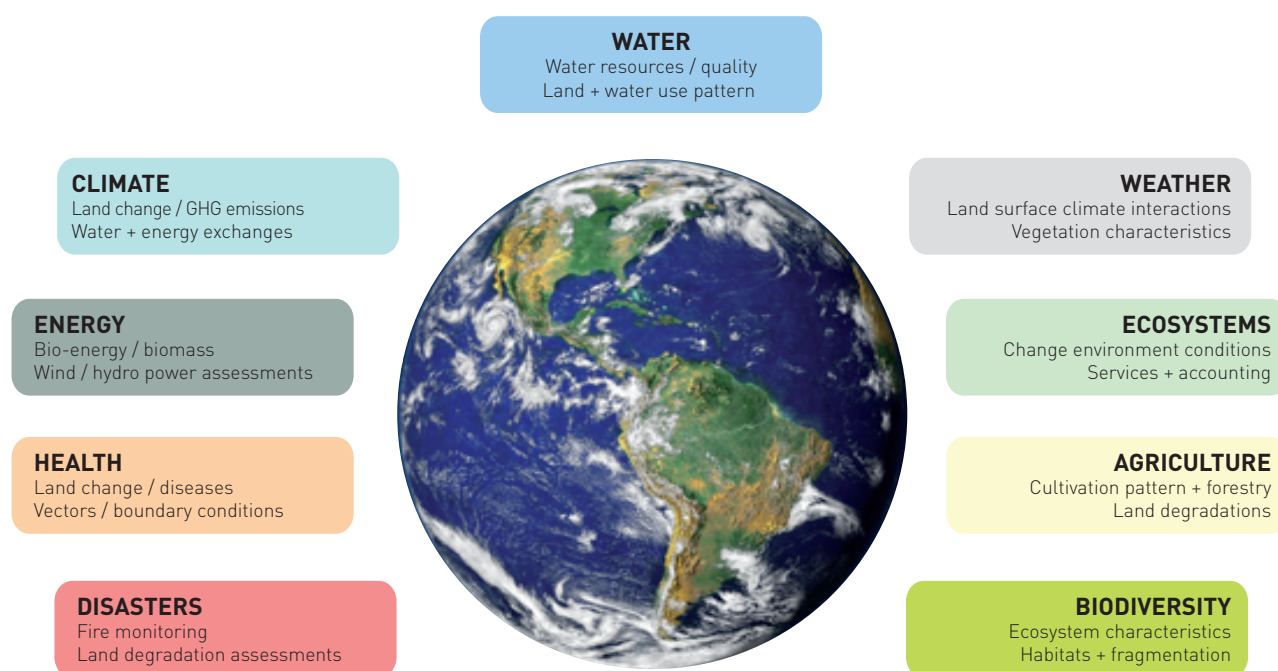 WATER
Water resources / quality
Land + water use pattern
CLIMATE
Land change / GHG emissions
Water + energy exchanges
WEATHER
Land surface climate interactions
Vegetation characteristics
ENERGY
Bio-energy / biomass
Wind / hydro power assessments
ECOSYSTEMS
Change environment conditions
Services + accounting
HEALTH
Land change / diseases
Vectors / boundary conditions
AGRICULTURE
Cultivation pattern + forestry
Land degradations
DISASTERS
Fire monitoring
Land degradation assessments
BIODIVERSITY
Ecosystem characteristics
Habitats + fragmentation